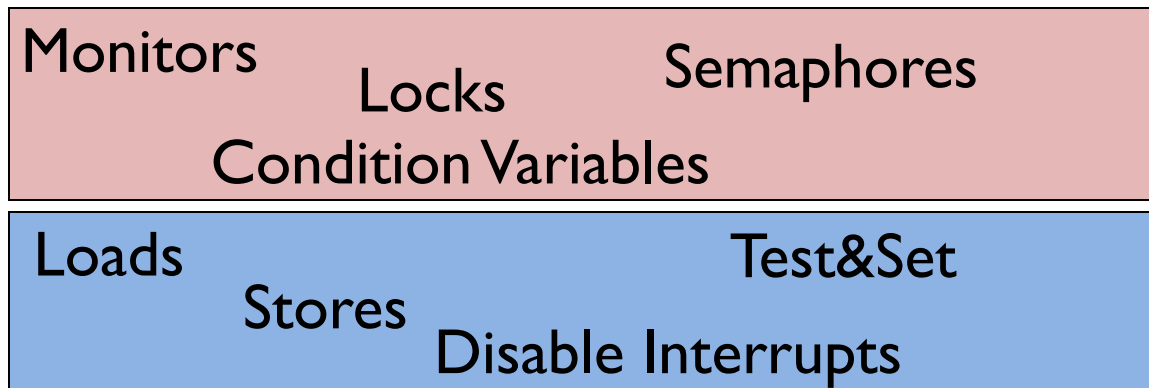 Monitors
Locks
Semaphores
Condition Variables
Loads
Stores
Test&Set
Disable Interrupts